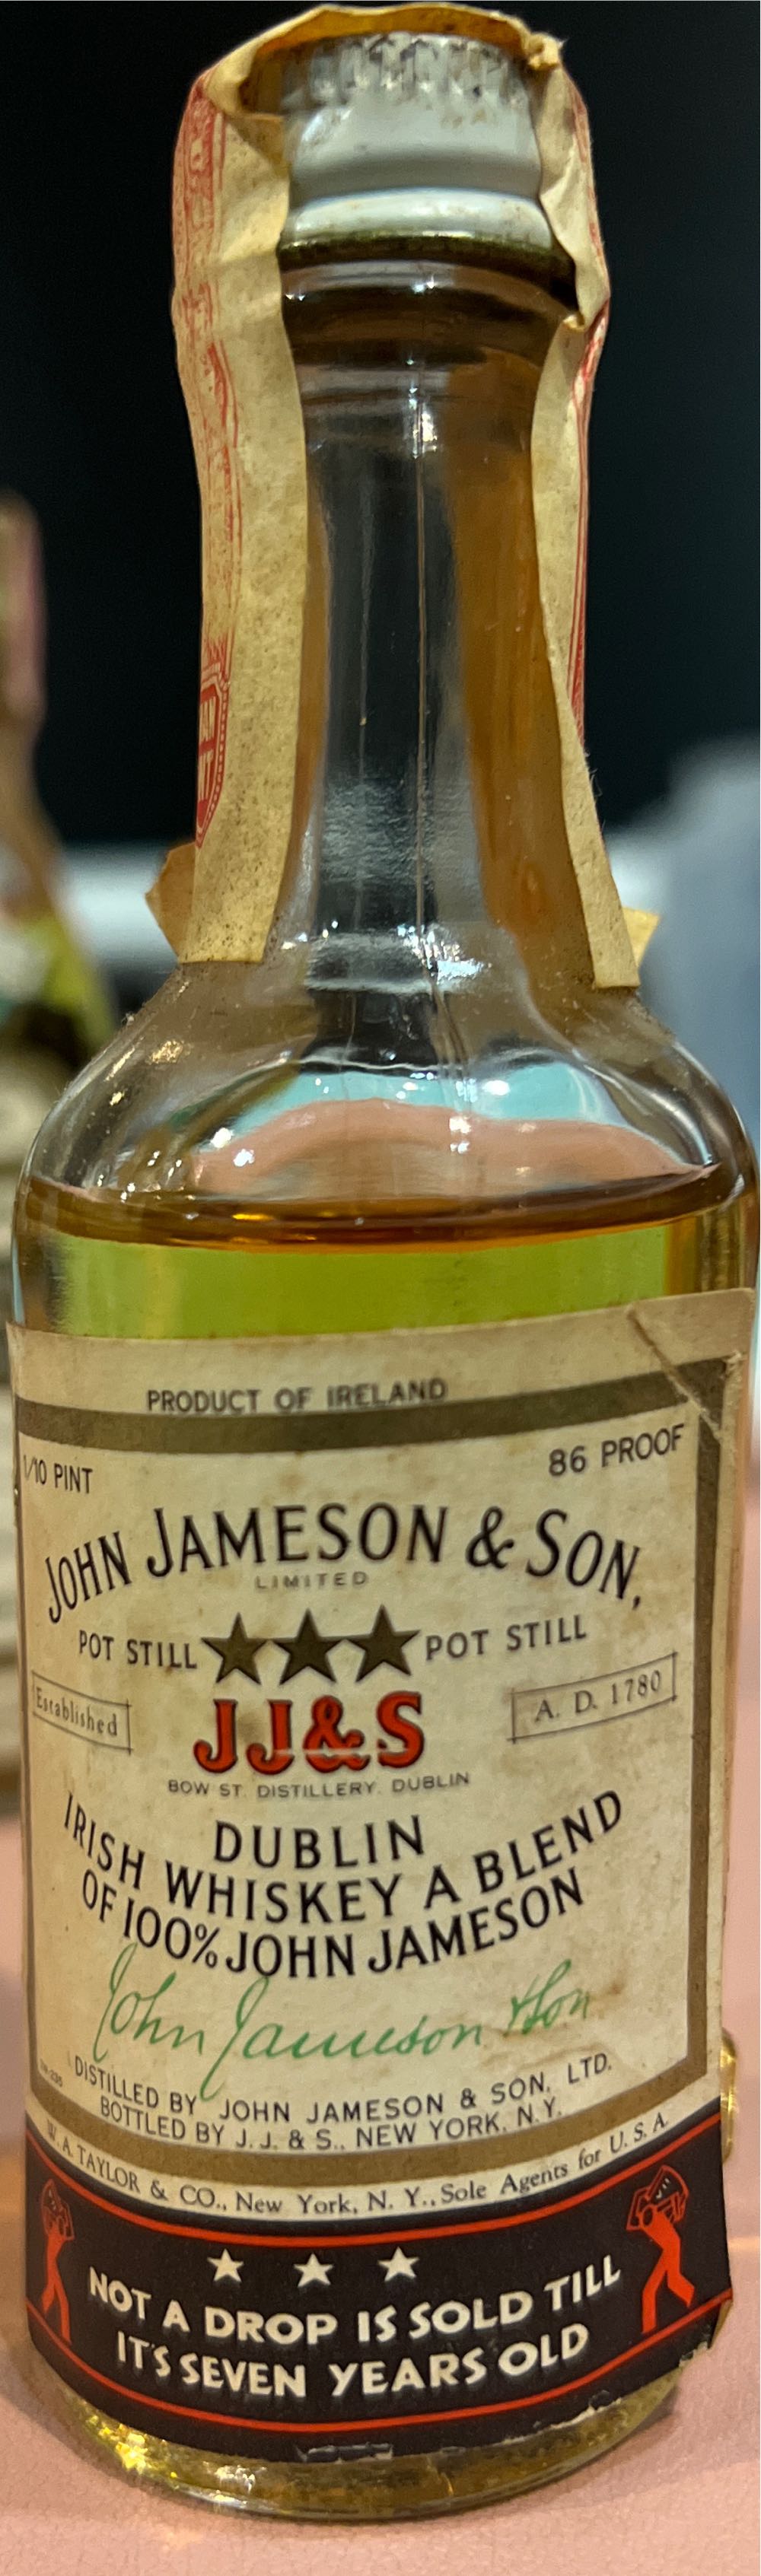 PRODUCT OF IRELAND
1/10 PINT
86 PROOF
JOHN JAMESON & SON,
LIMITED
POT STILL ★★★ POT STILL
Established
A. D. 1780
JJ&S
BOW ST. DISTILLERY. DUBLIN
DUBLIN
IRISH WHISKEY A BLEND
OF 100% JOHN JAMESON
John Jameson & Son
DISTILLED BY JOHN JAMESON & SON, LTD.
BOTTLED BY J.J. & S., NEW YORK, N.Y.
W. A. TAYLOR & CO., New York, N. Y., Sole Agents for U. S. A.
★ ★ ★
NOT A DROP IS SOLD TILL
IT'S SEVEN YEARS OLD